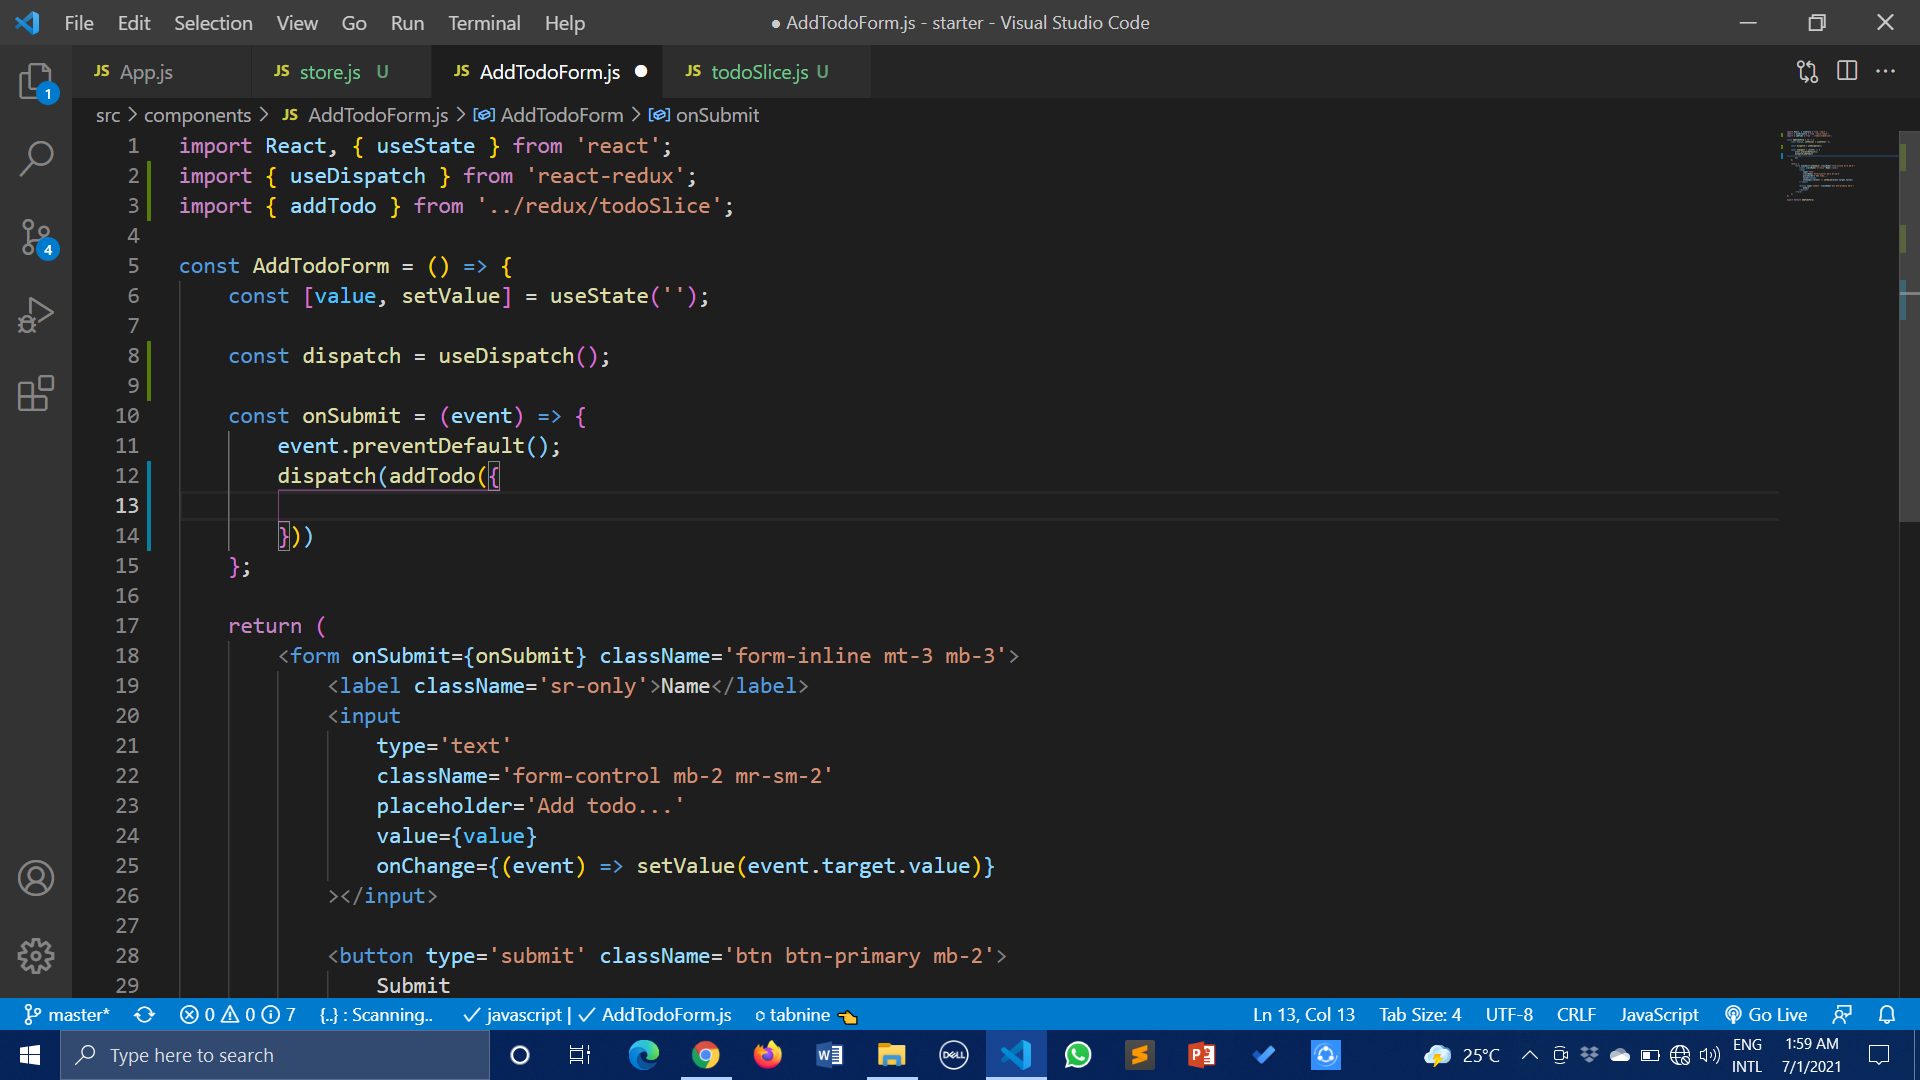 File Edit Selection View Go Run Terminal Help ● AddTodoForm.js - starter - Visual Studio Code
JS App.js JS store.js U JS AddTodoForm.js ● JS todoSlice.js U
src > components > JS AddTodoForm.js > AddTodoForm > onSubmit
1 import React, { useState } from 'react';
2 import { useDispatch } from 'react-redux';
3 import { addTodo } from '../redux/todoSlice';
4
5 const AddTodoForm = () => {
6 const [value, setValue] = useState('');
7
8 const dispatch = useDispatch();
9
10 const onSubmit = (event) => {
11 event.preventDefault();
12 dispatch(addTodo({
13
14 }))
15 };
16
17 return (
18 <form onSubmit={onSubmit} className='form-inline mt-3 mb-3'>
19 <label className='sr-only'>Name</label>
20 <input
21 type='text'
22 className='form-control mb-2 mr-sm-2'
23 placeholder='Add todo...'
24 value={value}
25 onChange={(event) => setValue(event.target.value)}
26 ></input>
27
28 <button type='submit' className='btn btn-primary mb-2'>
29 Submit
1
4
master* 0 0 7 {..} : Scanning.. ✓ javascript | ✓ AddTodoForm.js tabnine Ln 13, Col 13 Tab Size: 4 UTF-8 CRLF JavaScript Go Live
Type here to search DELL 25°C ENG INTL 1:59 AM 7/1/2021